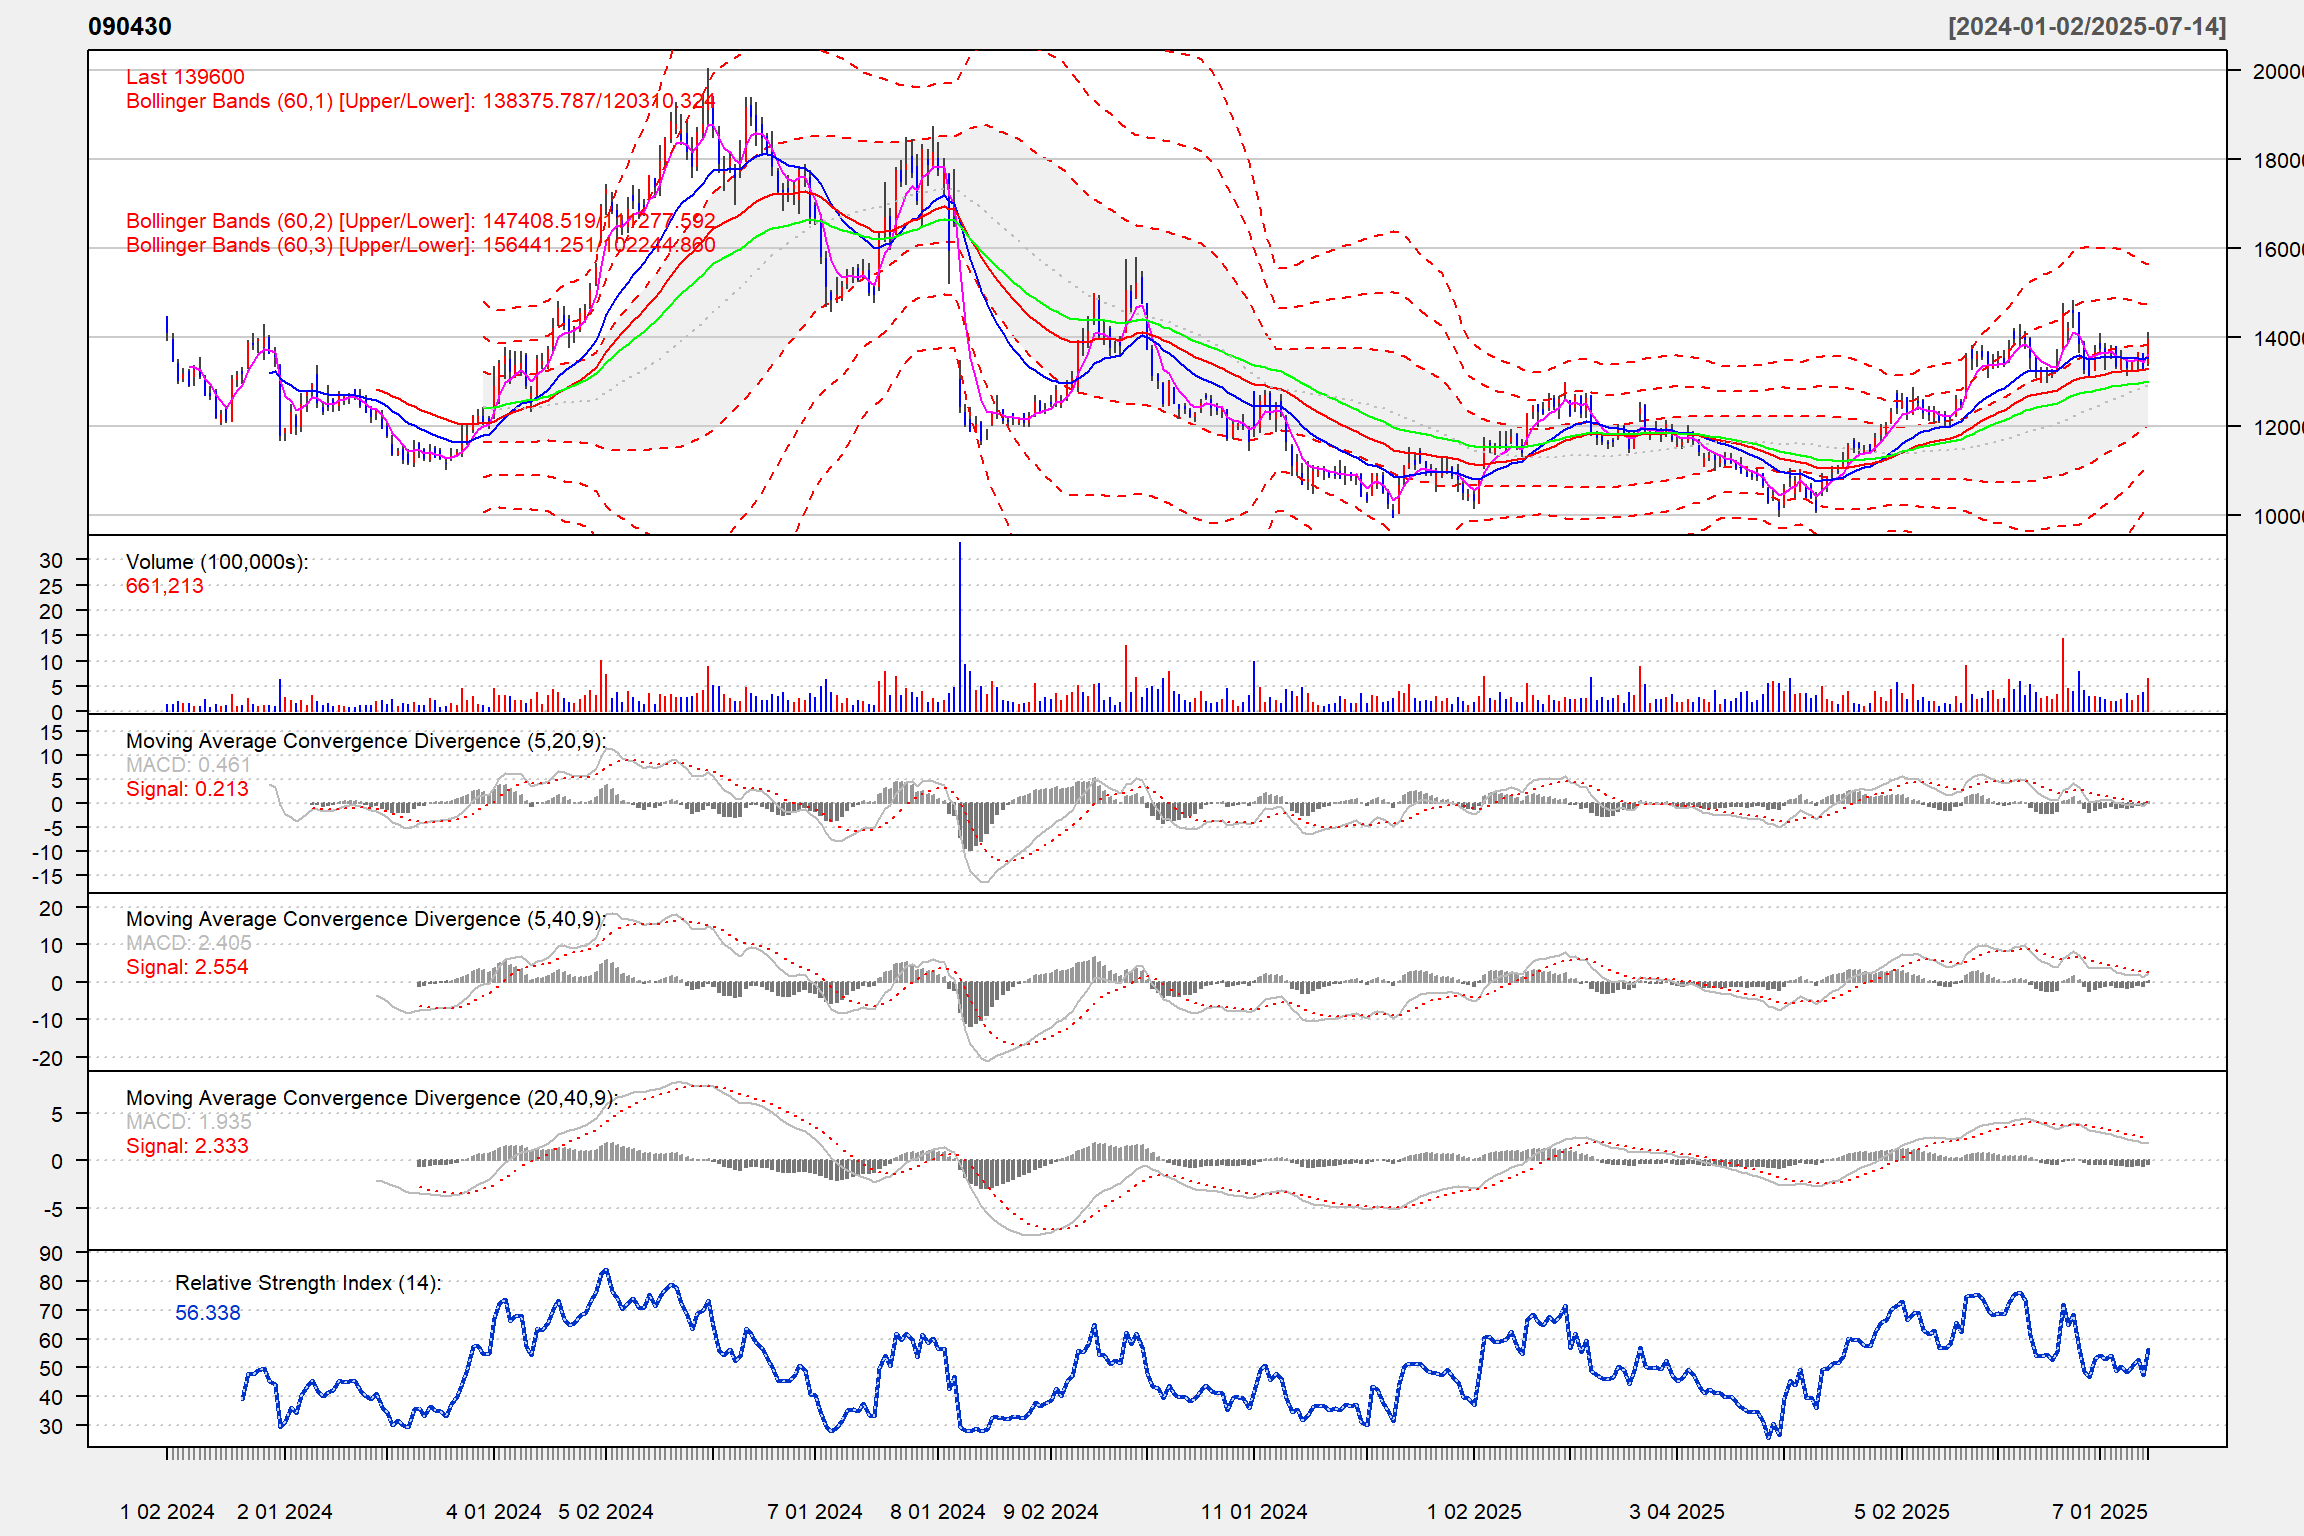 090430
[2024-01-02/2025-07-14]
Last 139600
Bollinger Bands (60,1) [Upper/Lower]: 138375.787/120310.324
Bollinger Bands (60,2) [Upper/Lower]: 147408.519/111277.592
Bollinger Bands (60,3) [Upper/Lower]: 156441.251/102244.860
20000
18000
16000
14000
12000
10000
Volume (100,000s):
661,213
30
25
20
15
10
5
0
Moving Average Convergence Divergence (5,20,9):
MACD: 0.461
Signal: 0.213
15
10
5
0
-5
-10
-15
Moving Average Convergence Divergence (5,40,9):
MACD: 2.405
Signal: 2.554
20
10
0
-10
-20
Moving Average Convergence Divergence (20,40,9):
MACD: 1.935
Signal: 2.333
5
0
-5
Relative Strength Index (14):
56.338
90
80
70
60
50
40
30
1 02 2024 2 01 2024 4 01 2024 5 02 2024 7 01 2024 8 01 2024 9 02 2024 11 01 2024 1 02 2025 3 04 2025 5 02 2025 7 01 2025